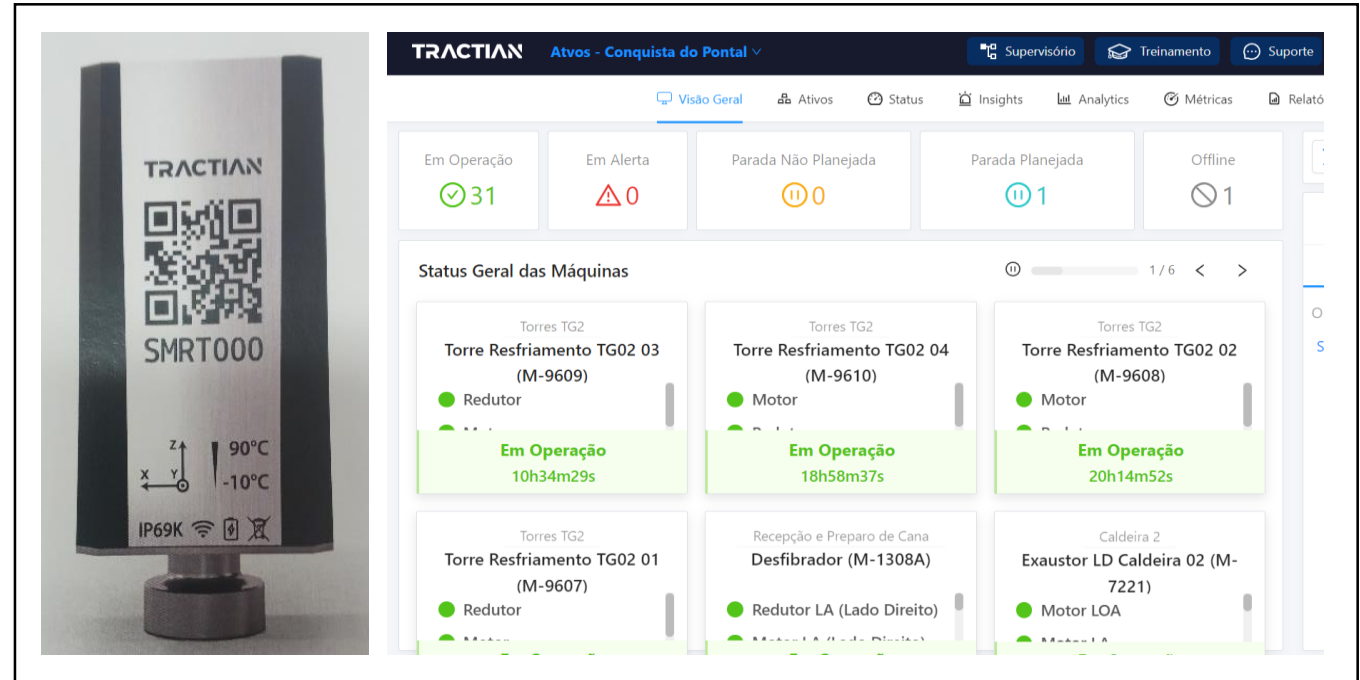 TRACTIAN
SMRT000
Z
X Y
90°C
-10°C
IP69K
TRACTIAN Atvos - Conquista do Pontal Supervisório Treinamento Suporte
Visão Geral Ativos Status Insights Analytics Métricas Relató
Em Operação Em Alerta Parada Não Planejada Parada Planejada Offline
31 0 0 1 1
Status Geral das Máquinas 1 / 6 < >
Torres TG2
Torre Resfriamento TG02 03
(M-9609)
Redutor
Em Operação
10h34m29s
Torres TG2
Torre Resfriamento TG02 04
(M-9610)
Motor
Em Operação
18h58m37s
Torres TG2
Torre Resfriamento TG02 02
(M-9608)
Motor
Em Operação
20h14m52s
Torres TG2
Torre Resfriamento TG02 01
(M-9607)
Redutor
Recepção e Preparo de Cana
Desfibrador (M-1308A)
Redutor LA (Lado Direito)
Caldeira 2
Exaustor LD Caldeira 02 (M-
7221)
Motor LOA